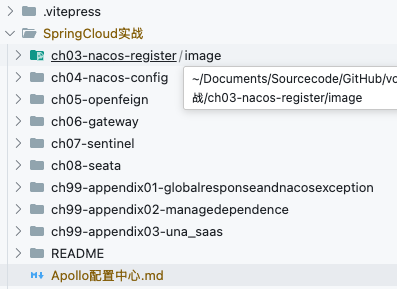 .vitepress
SpringCloud实战
ch03-nacos-register/image
ch04-nacos-config
~/Documents/Sourcecode/GitHub/vo
战/ch03-nacos-register/image
ch05-openfeign
ch06-gateway
ch07-sentinel
ch08-seata
ch99-appendix01-globalresponseandnacosexception
ch99-appendix02-managedependence
ch99-appendix03-una_saas
README
Apollo配置中心.md